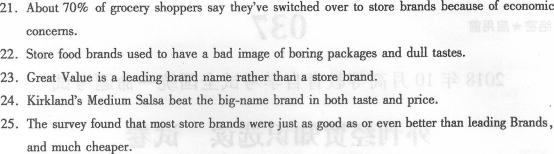 21. About 70% of grocery shoppers say they've switched over to store brands because of economic
concerns.
22. Store food brands used to have a bad image of boring packages and dull tastes.
23. Great Value is a leading brand name rather than a store brand.
24. Kirkland's Medium Salsa beat the big-name brand in both taste and price.
25. The survey found that most store brands were just as good as or even better than leading Brands,
and much cheaper.